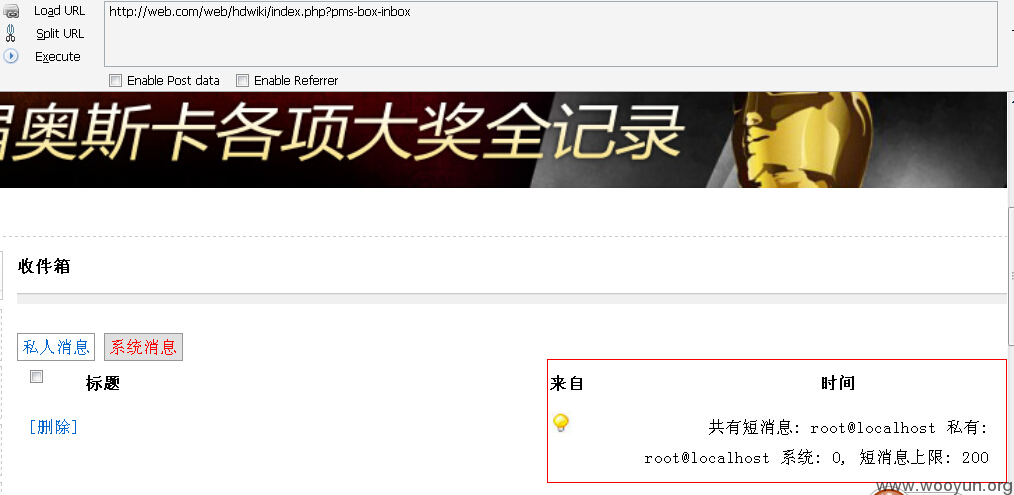 Load URL
http://web.com/web/hdwiki/index.php?pms-box-inbox
Split URL
Execute
Enable Post data Enable Referrer
奥斯卡各项大奖全记录
收件箱
私人消息 系统消息
标题 来自 时间
[删除] 共有短消息: root@localhost 私有:
root@localhost 系统: 0, 短消息上限: 200
www.wooyun.org